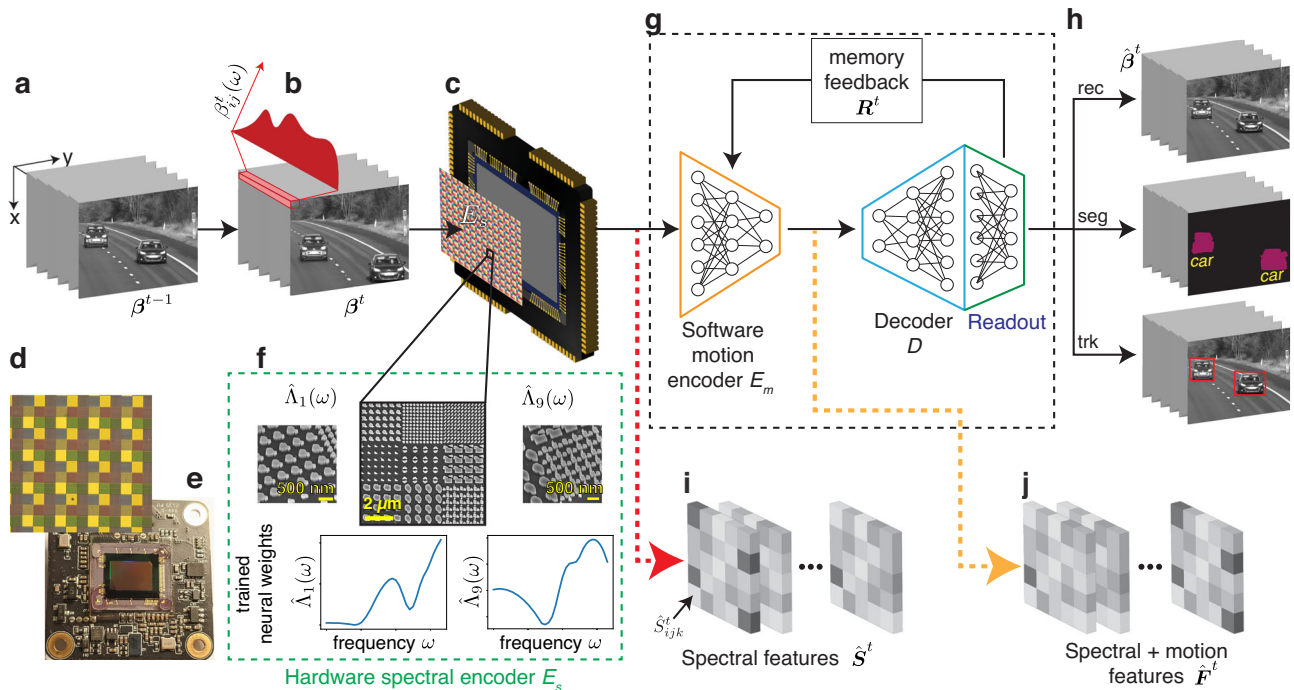 a
b
c
g
h
β^t_ij(ω)
memory
feedback
R^t
rec
β̂^t
y
x
E_s
β^{t-1}
β^t
Software
motion
encoder E_m
Decoder
D
Readout
seg
car
car
trk
d
e
f
Λ̂_1(ω)
Λ̂_9(ω)
500 nm
2 μm
500 nm
trained
neural weights
Λ̂_1(ω)
frequency ω
Λ̂_9(ω)
frequency ω
Hardware spectral encoder E_s
i
Ŝ^t_ijk
Spectral features Ŝ^t
j
Spectral + motion
features F̂^t